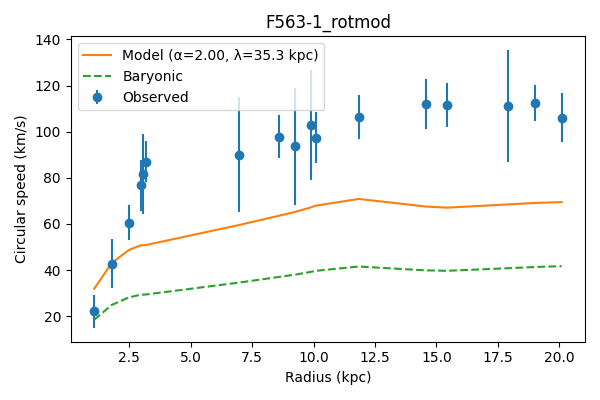 F563-1_rotmod
Model (α=2.00, λ=35.3 kpc)
Baryonic
Observed
Circular speed (km/s)
140
120
100
80
60
40
20
2.5
5.0
7.5
10.0
12.5
15.0
17.5
20.0
Radius (kpc)